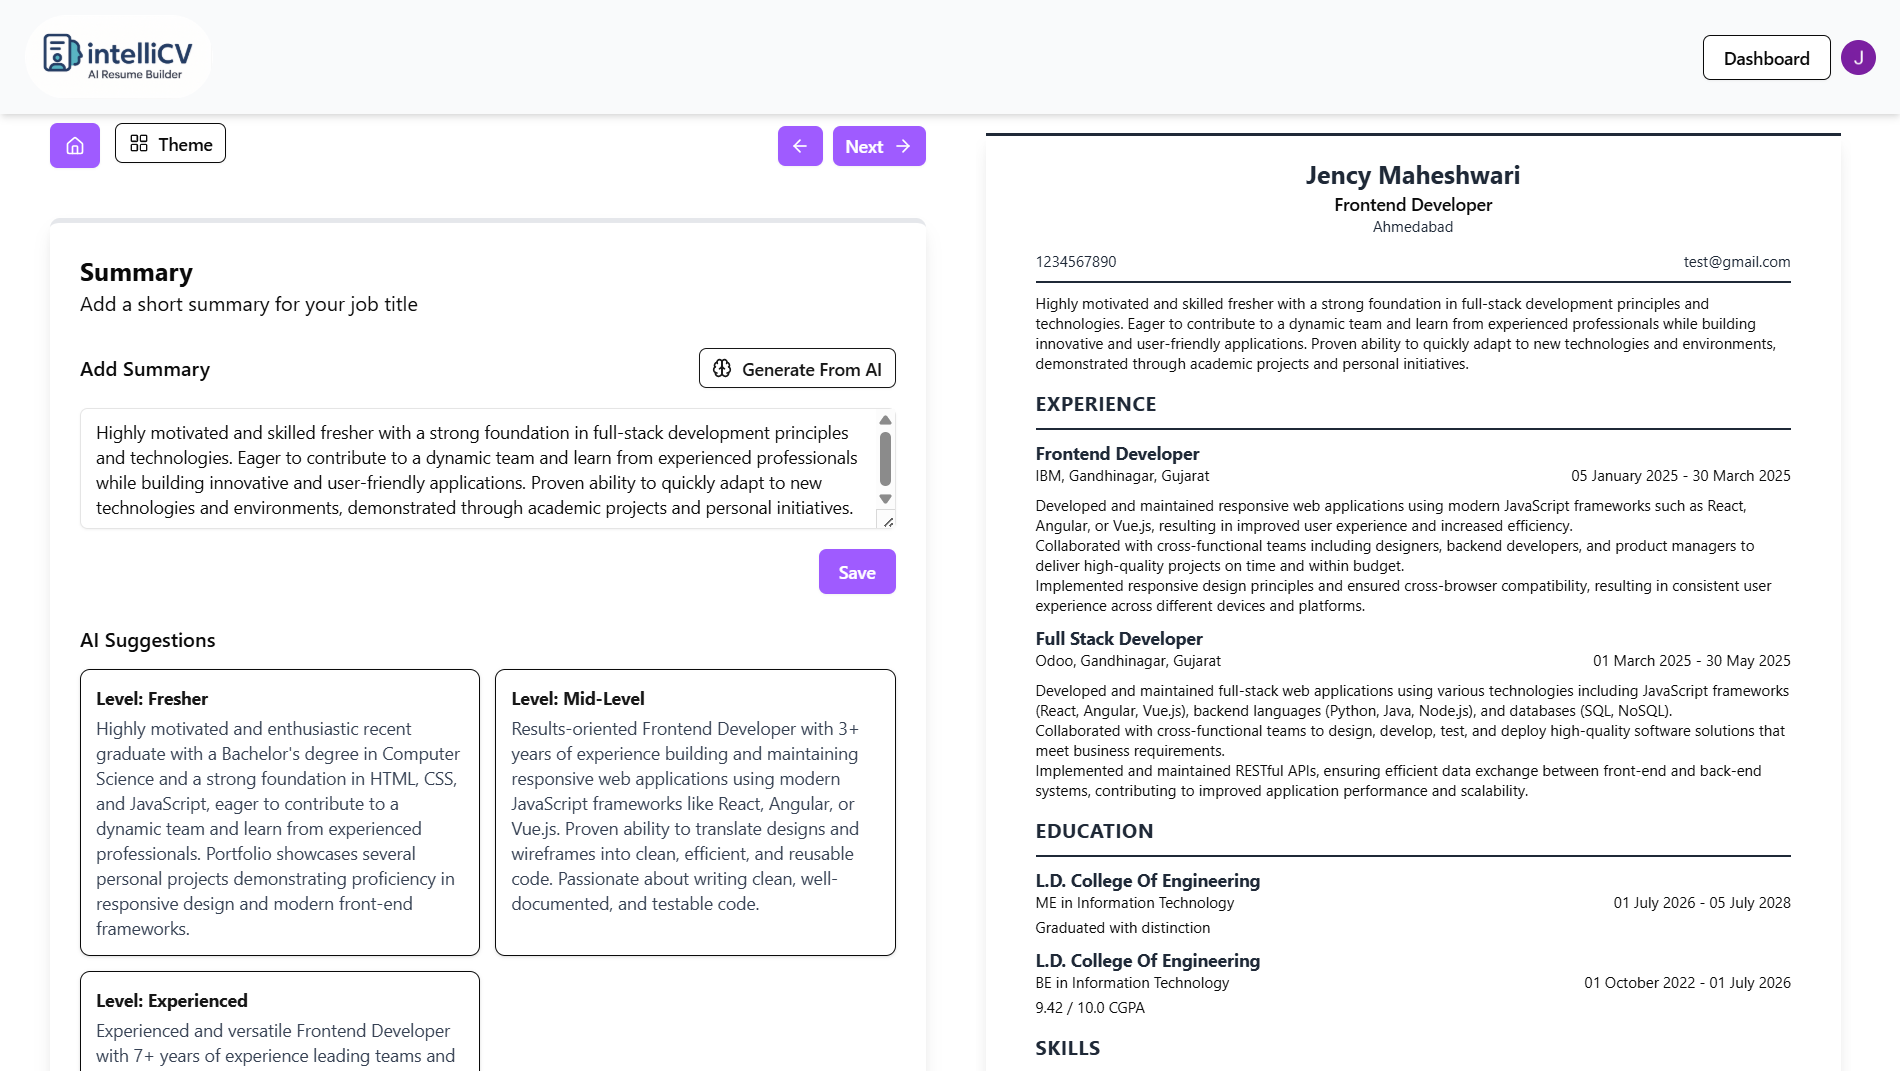 intelliCV
AI Resume Builder
Dashboard
J
Theme
Next
Summary
Add a short summary for your job title
Add Summary
Generate From AI
Highly motivated and skilled fresher with a strong foundation in full-stack development principles
and technologies. Eager to contribute to a dynamic team and learn from experienced professionals
while building innovative and user-friendly applications. Proven ability to quickly adapt to new
technologies and environments, demonstrated through academic projects and personal initiatives.
Save
AI Suggestions
Level: Fresher
Highly motivated and enthusiastic recent
graduate with a Bachelor's degree in Computer
Science and a strong foundation in HTML, CSS,
and JavaScript, eager to contribute to a
dynamic team and learn from experienced
professionals. Portfolio showcases several
personal projects demonstrating proficiency in
responsive design and modern front-end
frameworks.
Level: Mid-Level
Results-oriented Frontend Developer with 3+
years of experience building and maintaining
responsive web applications using modern
JavaScript frameworks like React, Angular, or
Vue.js. Proven ability to translate designs and
wireframes into clean, efficient, and reusable
code. Passionate about writing clean, well-
documented, and testable code.
Level: Experienced
Experienced and versatile Frontend Developer
with 7+ years of experience leading teams and
Jency Maheshwari
Frontend Developer
Ahmedabad
1234567890 test@gmail.com
Highly motivated and skilled fresher with a strong foundation in full-stack development principles and
technologies. Eager to contribute to a dynamic team and learn from experienced professionals while building
innovative and user-friendly applications. Proven ability to quickly adapt to new technologies and environments,
demonstrated through academic projects and personal initiatives.
EXPERIENCE
Frontend Developer
IBM, Gandhinagar, Gujarat 05 January 2025 - 30 March 2025
Developed and maintained responsive web applications using modern JavaScript frameworks such as React,
Angular, or Vue.js, resulting in improved user experience and increased efficiency.
Collaborated with cross-functional teams including designers, backend developers, and product managers to
deliver high-quality projects on time and within budget.
Implemented responsive design principles and ensured cross-browser compatibility, resulting in consistent user
experience across different devices and platforms.
Full Stack Developer
Odoo, Gandhinagar, Gujarat 01 March 2025 - 30 May 2025
Developed and maintained full-stack web applications using various technologies including JavaScript frameworks
(React, Angular, Vue.js), backend languages (Python, Java, Node.js), and databases (SQL, NoSQL).
Collaborated with cross-functional teams to design, develop, test, and deploy high-quality software solutions that
meet business requirements.
Implemented and maintained RESTful APIs, ensuring efficient data exchange between front-end and back-end
systems, contributing to improved application performance and scalability.
EDUCATION
L.D. College Of Engineering
ME in Information Technology 01 July 2026 - 05 July 2028
Graduated with distinction
L.D. College Of Engineering
BE in Information Technology 01 October 2022 - 01 July 2026
9.42 / 10.0 CGPA
SKILLS